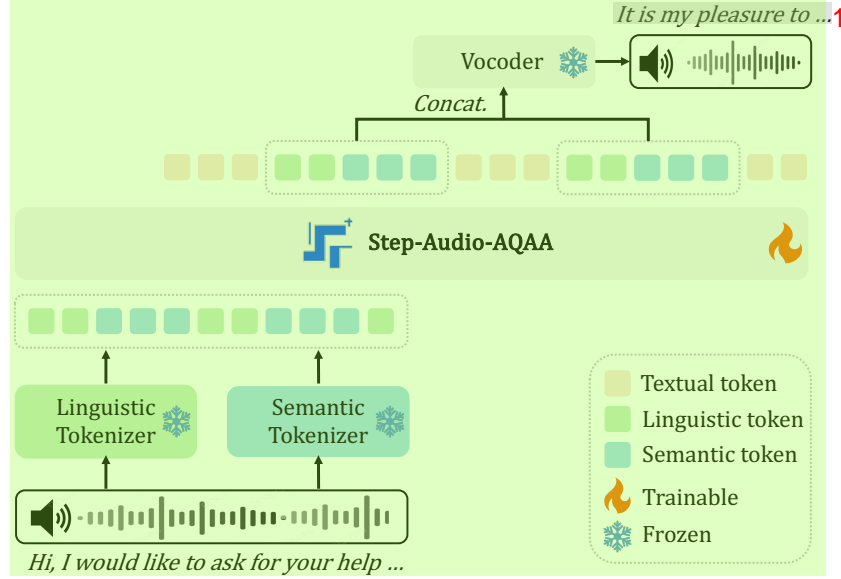 It is my pleasure to ...1
Vocoder
Concat.
Step-Audio-AQAA
Linguistic
Tokenizer
Semantic
Tokenizer
Hi, I would like to ask for your help ...
Textual token
Linguistic token
Semantic token
Trainable
Frozen